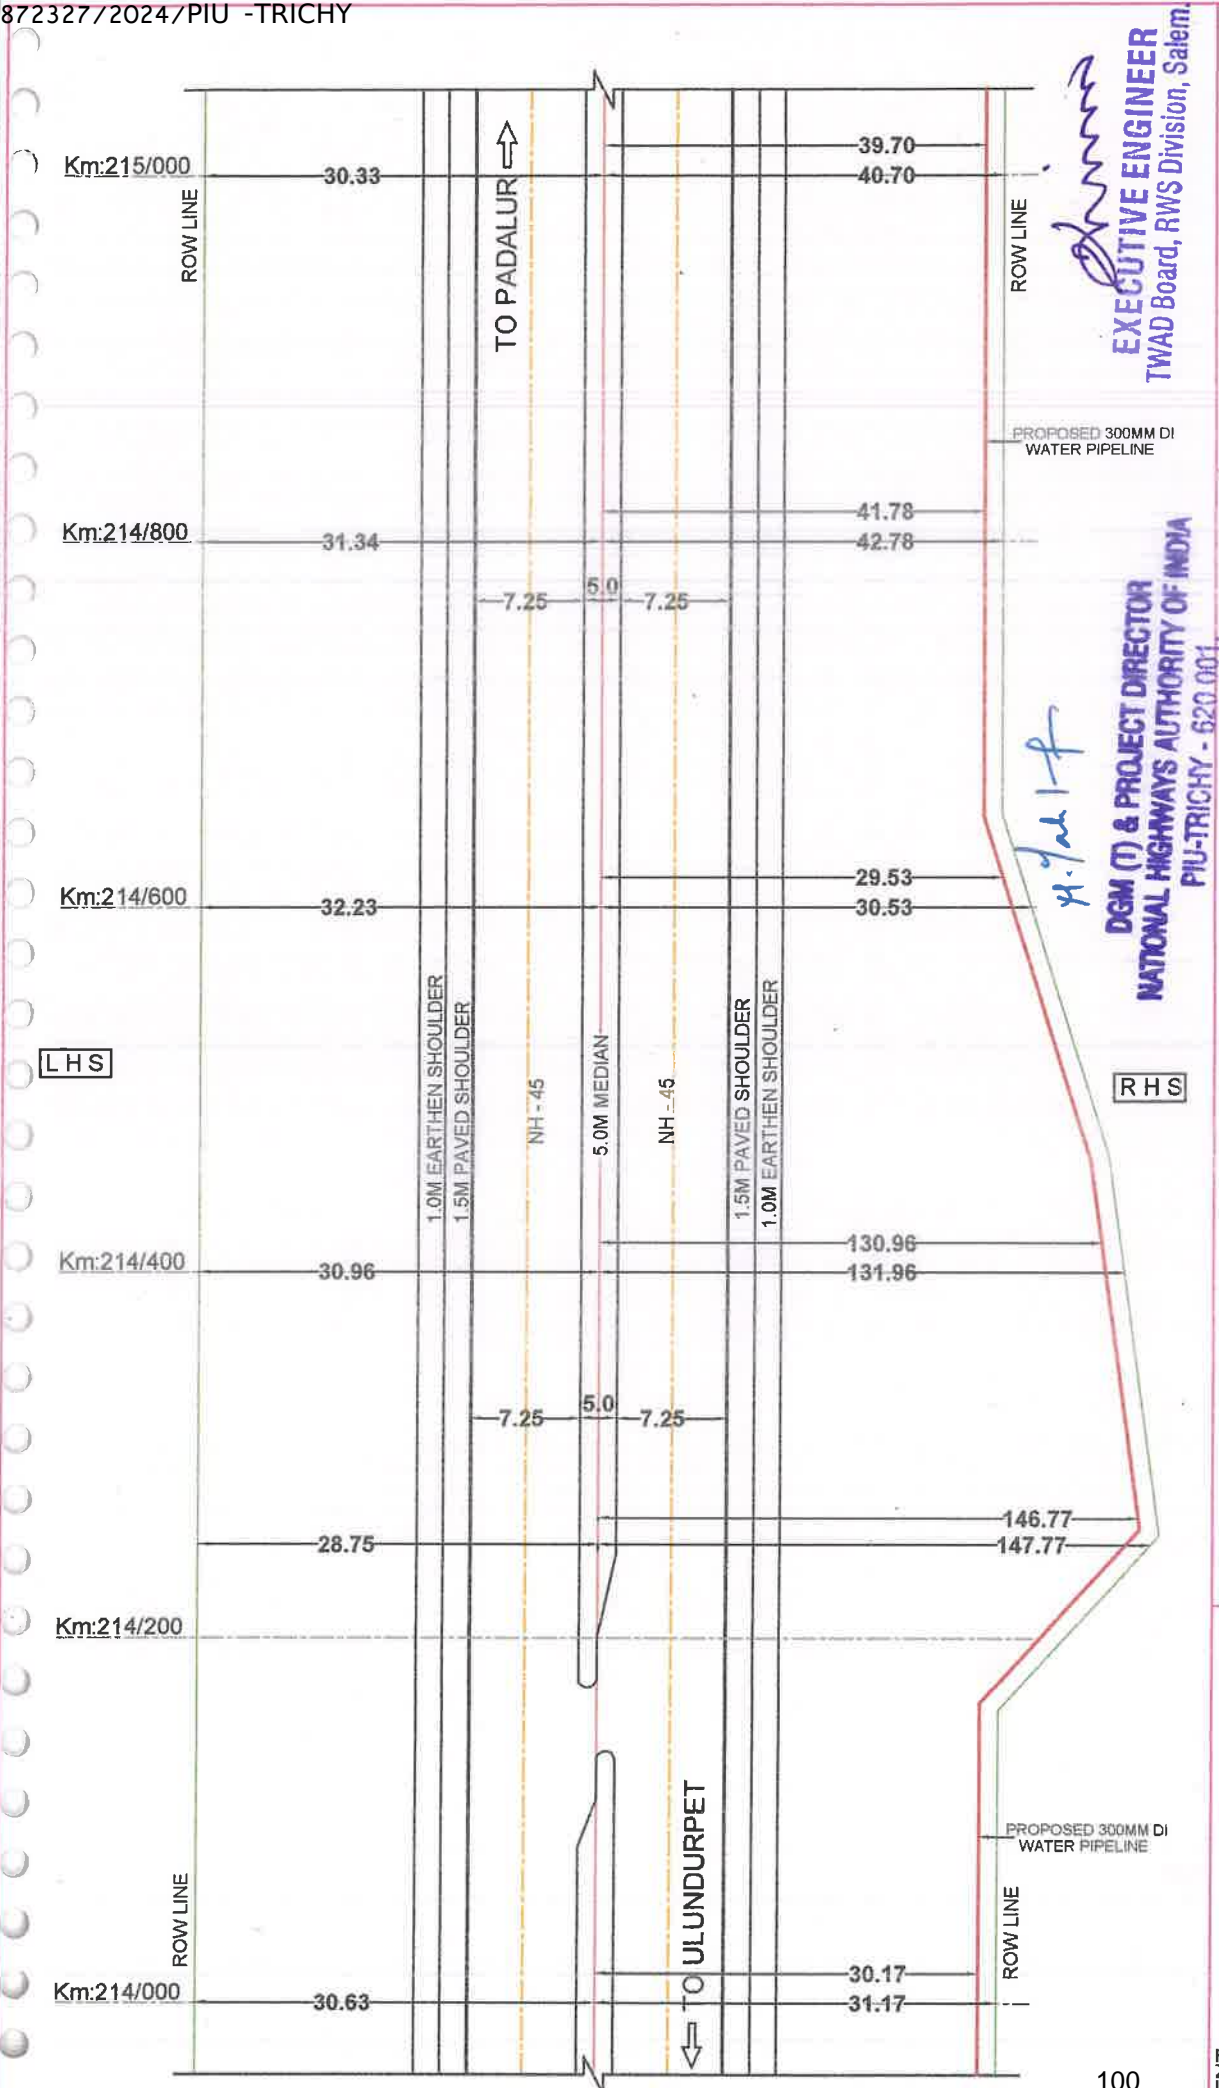 872327/2024/PIU -TRICHY
EXECUTIVE ENGINEER
TWAD Board, RWS Division, Salem.
39.70
Km:215/000
30.33
40.70
ROW LINE
TO PADALUR
ROW LINE
PROPOSED 300MM DI
WATER PIPELINE
41.78
Km:214/800
31.34
42.78
5.0
7.25
7.25
DGM (T) & PROJECT DIRECTOR
NATIONAL HIGHWAYS AUTHORITY OF INDIA
PIU-TRICHY - 620 001.
29.53
Km:214/600
32.23
30.53
LHS
1.0M EARTHEN SHOULDER
1.5M PAVED SHOULDER
NH - 45
5.0M MEDIAN
NH - 45
1.5M PAVED SHOULDER
1.0M EARTHEN SHOULDER
RHS
130.96
Km:214/400
30.96
131.96
5.0
7.25
7.25
146.77
28.75
147.77
Km:214/200
TO ULUNDURPET
PROPOSED 300MM DI
WATER PIPELINE
ROW LINE
ROW LINE
30.17
Km:214/000
30.63
31.17
100